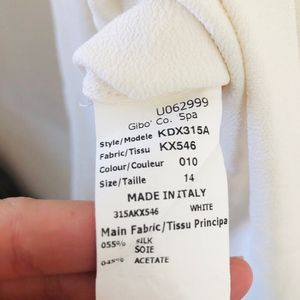 U062999
Gibo' Co. Spa
Style/Modele KDX315A
Fabric/Tissu KX546
Colour/Couleur 010
Size/Taille 14
MADE IN ITALY
315AKX546 WHITE
Main Fabric/Tissu Principa
055% SILK
SOIE
045% ACETATE